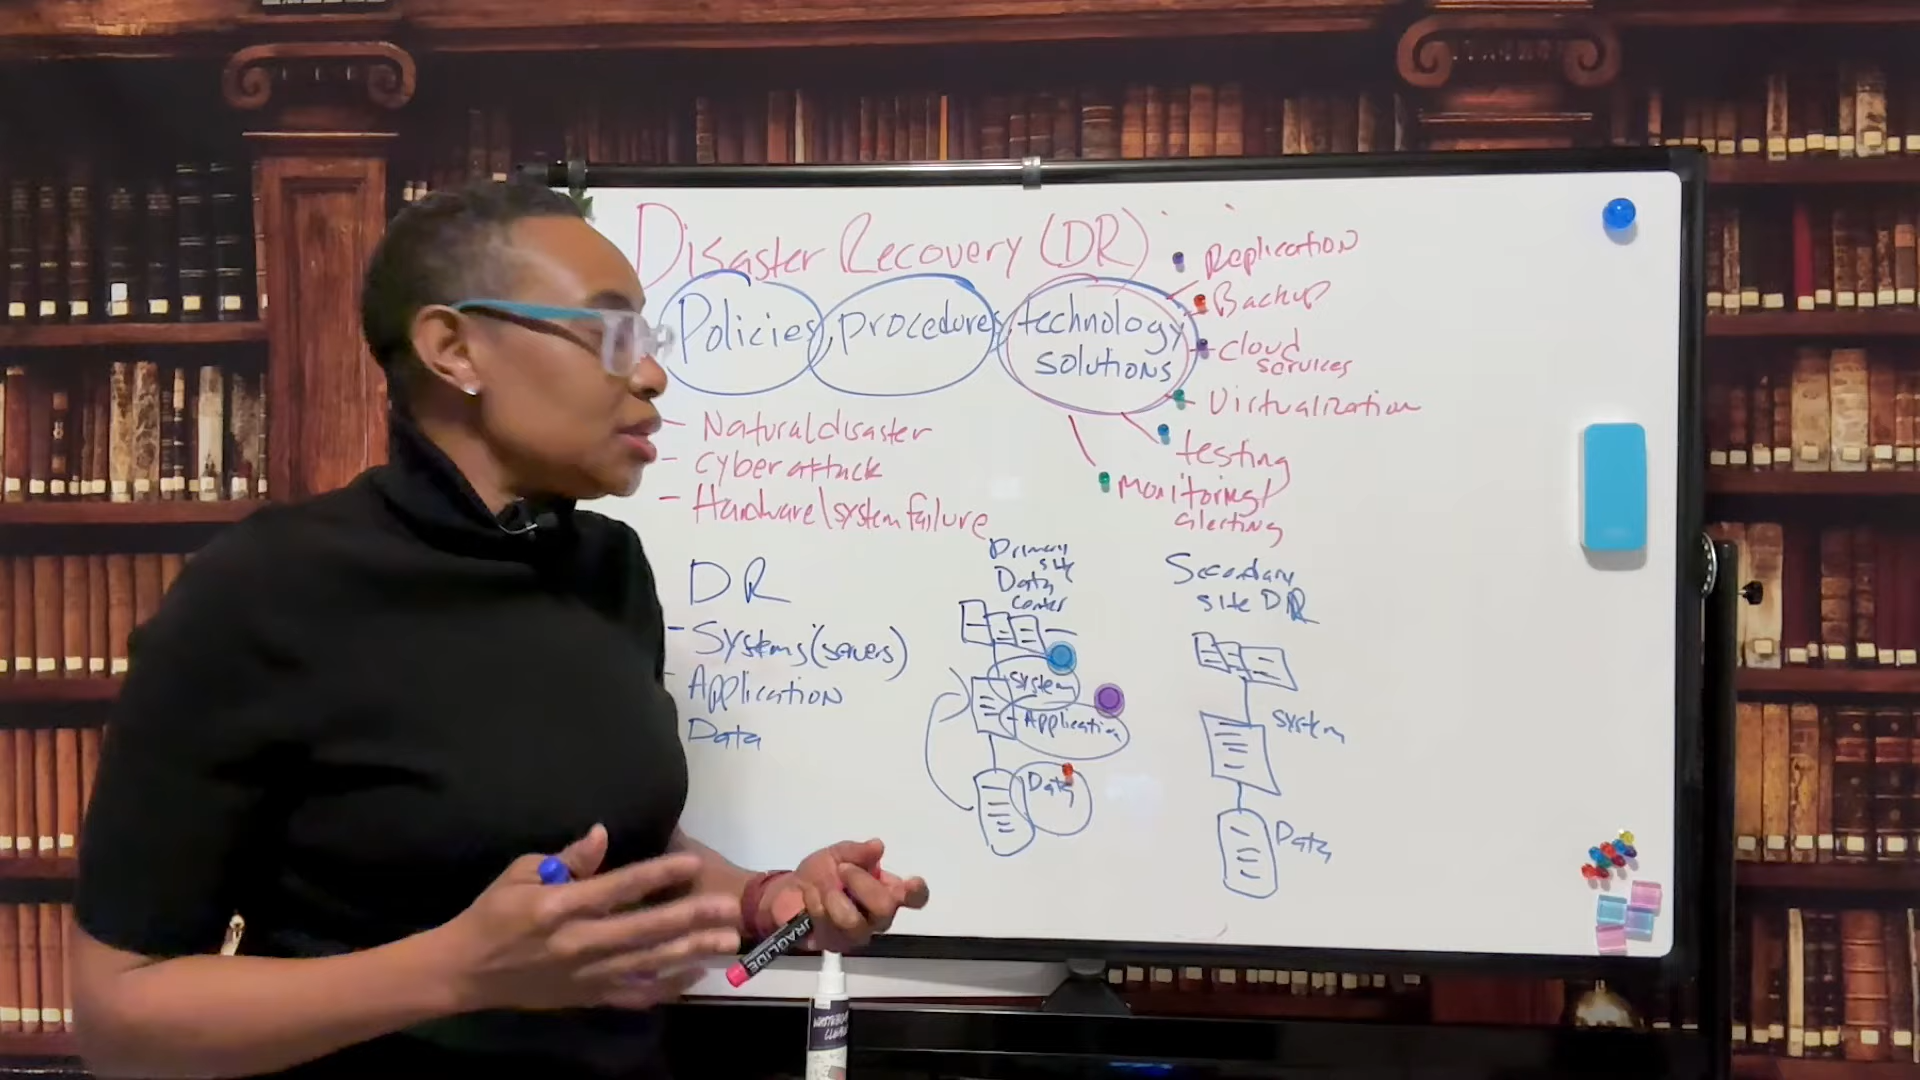 Disaster Recovery (DR)
Policies, procedures, technology
solutions
Replication
Backup
cloud
services
Virtualization
testing
Monitoring/
alerting
- Natural disaster
- Cyber attack
- Hardware\system failure
DR
- Systems (servers)
- Application
Data
Primary
site
Data
center
System
- Application
Data
Secondary
site DR
system
Data
URAGLIDE